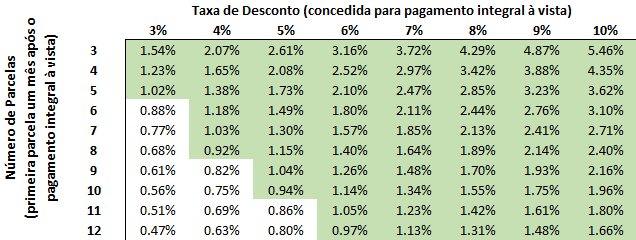 Taxa de Desconto (concedida para pagamento integral à vista)
3% 4% 5% 6% 7% 8% 9% 10%
Número de Parcelas
(primeira parcela um mês após o
pagamento integral à vista)
3 1.54% 2.07% 2.61% 3.16% 3.72% 4.29% 4.87% 5.46%
4 1.23% 1.65% 2.08% 2.52% 2.97% 3.42% 3.88% 4.35%
5 1.02% 1.38% 1.73% 2.10% 2.47% 2.85% 3.23% 3.62%
6 0.88% 1.18% 1.49% 1.80% 2.11% 2.44% 2.76% 3.10%
7 0.77% 1.03% 1.30% 1.57% 1.85% 2.13% 2.41% 2.71%
8 0.68% 0.92% 1.15% 1.40% 1.64% 1.89% 2.14% 2.40%
9 0.61% 0.82% 1.04% 1.26% 1.48% 1.70% 1.93% 2.16%
10 0.56% 0.75% 0.94% 1.14% 1.34% 1.55% 1.75% 1.96%
11 0.51% 0.69% 0.86% 1.05% 1.23% 1.42% 1.61% 1.80%
12 0.47% 0.63% 0.80% 0.97% 1.13% 1.31% 1.48% 1.66%